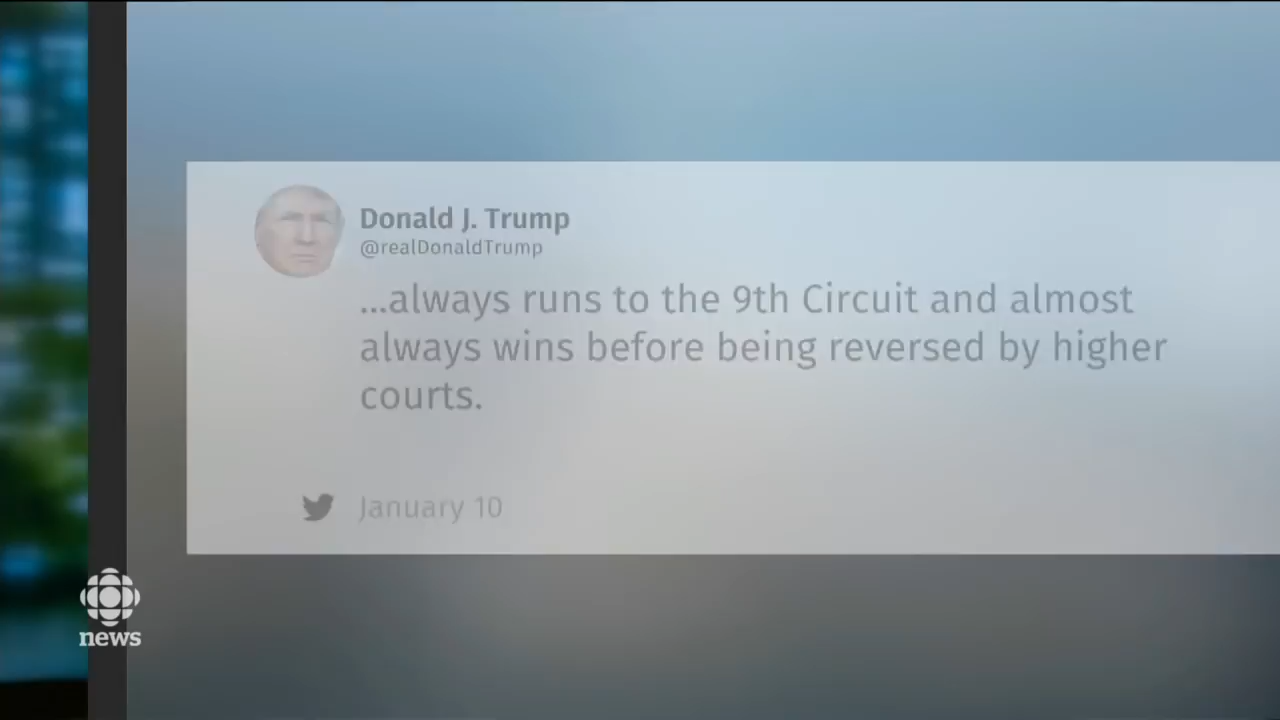 Donald J. Trump
@realDonaldTrump
...always runs to the 9th Circuit and almost
always wins before being reversed by higher
courts.
January 10
news